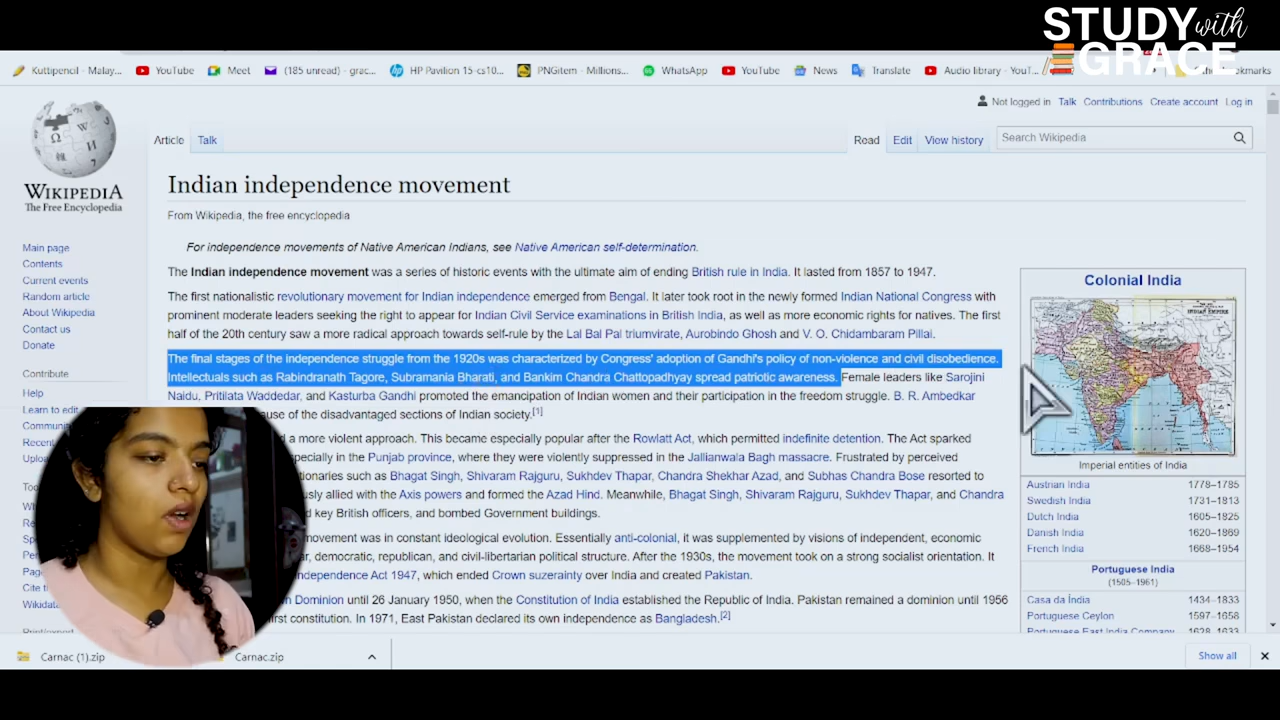 STUDY with
GRACE
Kuttipencil - Malay...
YouTube
Meet
(185 unread) - grac...
HP Pavilion 15-cs10...
PNGitem - Millions...
WhatsApp
YouTube
News
Translate
Audio library - YouT...
Not logged in Talk Contributions Create account Log in
Article Talk
Read Edit View history
Search Wikipedia
WIKIPEDIA
The Free Encyclopedia
Main page
Contents
Current events
Random article
About Wikipedia
Contact us
Donate
Contribute
Help
Learn to edit
Indian independence movement
From Wikipedia, the free encyclopedia
For independence movements of Native American Indians, see Native American self-determination.
The Indian independence movement was a series of historic events with the ultimate aim of ending British rule in India. It lasted from 1857 to 1947.
The first nationalistic revolutionary movement for Indian independence emerged from Bengal. It later took root in the newly formed Indian National Congress with
prominent moderate leaders seeking the right to appear for Indian Civil Service examinations in British India, as well as more economic rights for natives. The first
half of the 20th century saw a more radical approach towards self-rule by the Lal Bal Pal triumvirate, Aurobindo Ghosh and V. O. Chidambaram Pillai.
The final stages of the independence struggle from the 1920s was characterized by Congress' adoption of Gandhi's policy of non-violence and civil disobedience.
Intellectuals such as Rabindranath Tagore, Subramania Bharati, and Bankim Chandra Chattopadhyay spread patriotic awareness. Female leaders like Sarojini
Naidu, Pritilata Waddedar, and Kasturba Gandhi promoted the emancipation of Indian women and their participation in the freedom struggle. B. R. Ambedkar
ause of the disadvantaged sections of Indian society.[1]
d a more violent approach. This became especially popular after the Rowlatt Act, which permitted indefinite detention. The Act sparked
pecially in the Punjab province, where they were violently suppressed in the Jallianwala Bagh massacre. Frustrated by perceived
tionaries such as Bhagat Singh, Shivaram Rajguru, Sukhdev Thapar, Chandra Shekhar Azad, and Subhas Chandra Bose resorted to
usly allied with the Axis powers and formed the Azad Hind. Meanwhile, Bhagat Singh, Shivaram Rajguru, Sukhdev Thapar, and Chandra
d key British officers, and bombed Government buildings.
movement was in constant ideological evolution. Essentially anti-colonial, it was supplemented by visions of independent, economic
r, democratic, republican, and civil-libertarian political structure. After the 1930s, the movement took on a strong socialist orientation. It
ndependence Act 1947, which ended Crown suzerainty over India and created Pakistan.
n Dominion until 26 January 1950, when the Constitution of India established the Republic of India. Pakistan remained a dominion until 1956
rst constitution. In 1971, East Pakistan declared its own independence as Bangladesh.[2]
Colonial India
Imperial entities of India
Austrian India 1778–1785
Swedish India 1731–1813
Dutch India 1605–1825
Danish India 1620–1869
French India 1668–1954
Portuguese India
(1505–1961)
Casa da Índia 1434–1833
Portuguese Ceylon 1597–1658
Portuguese East India Company 1628–1633
Carnac (1).zip
Carnac.zip
Show all